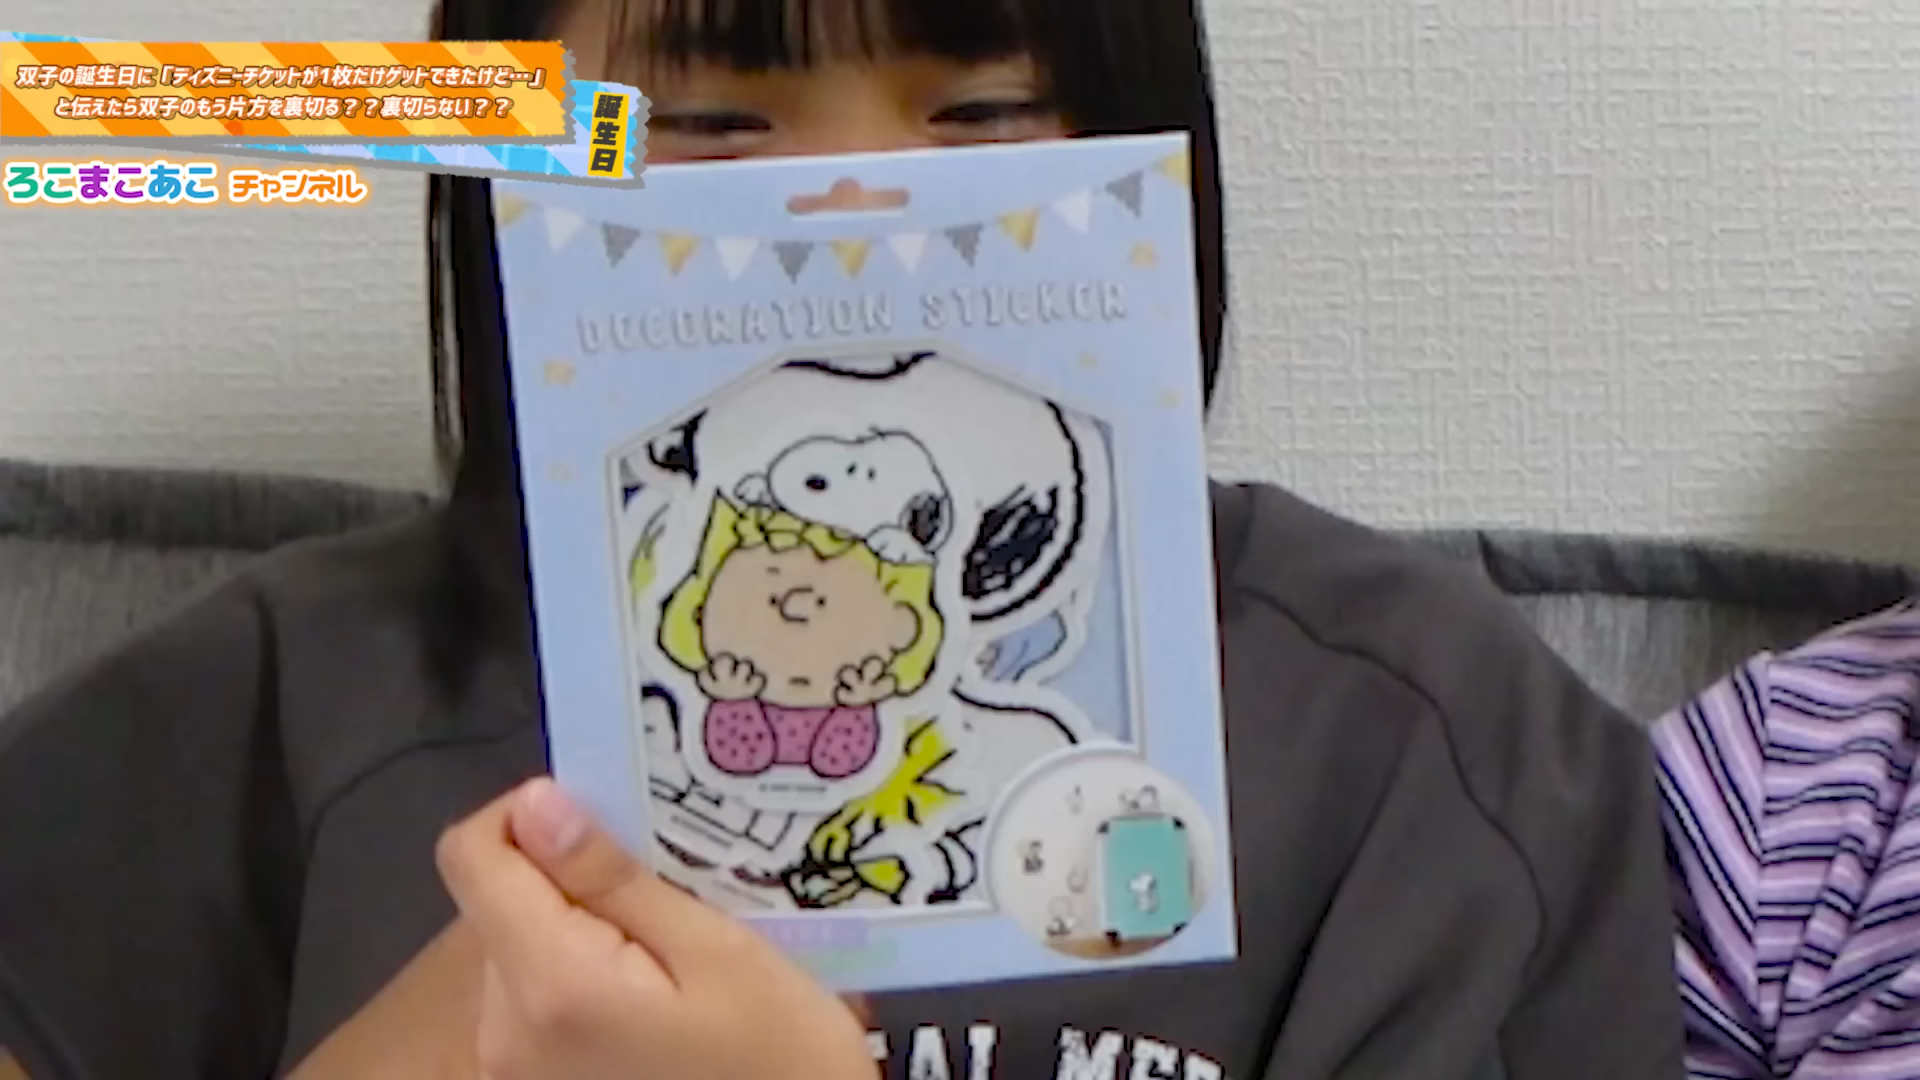 双子の誕生日に「ディズニーチケットが1枚だけゲットできたけど…」
と伝えたら双子のもう片方を裏切る??裏切らない??
誕生日
ろこまこあこ チャンネル
DECORATION STICKER